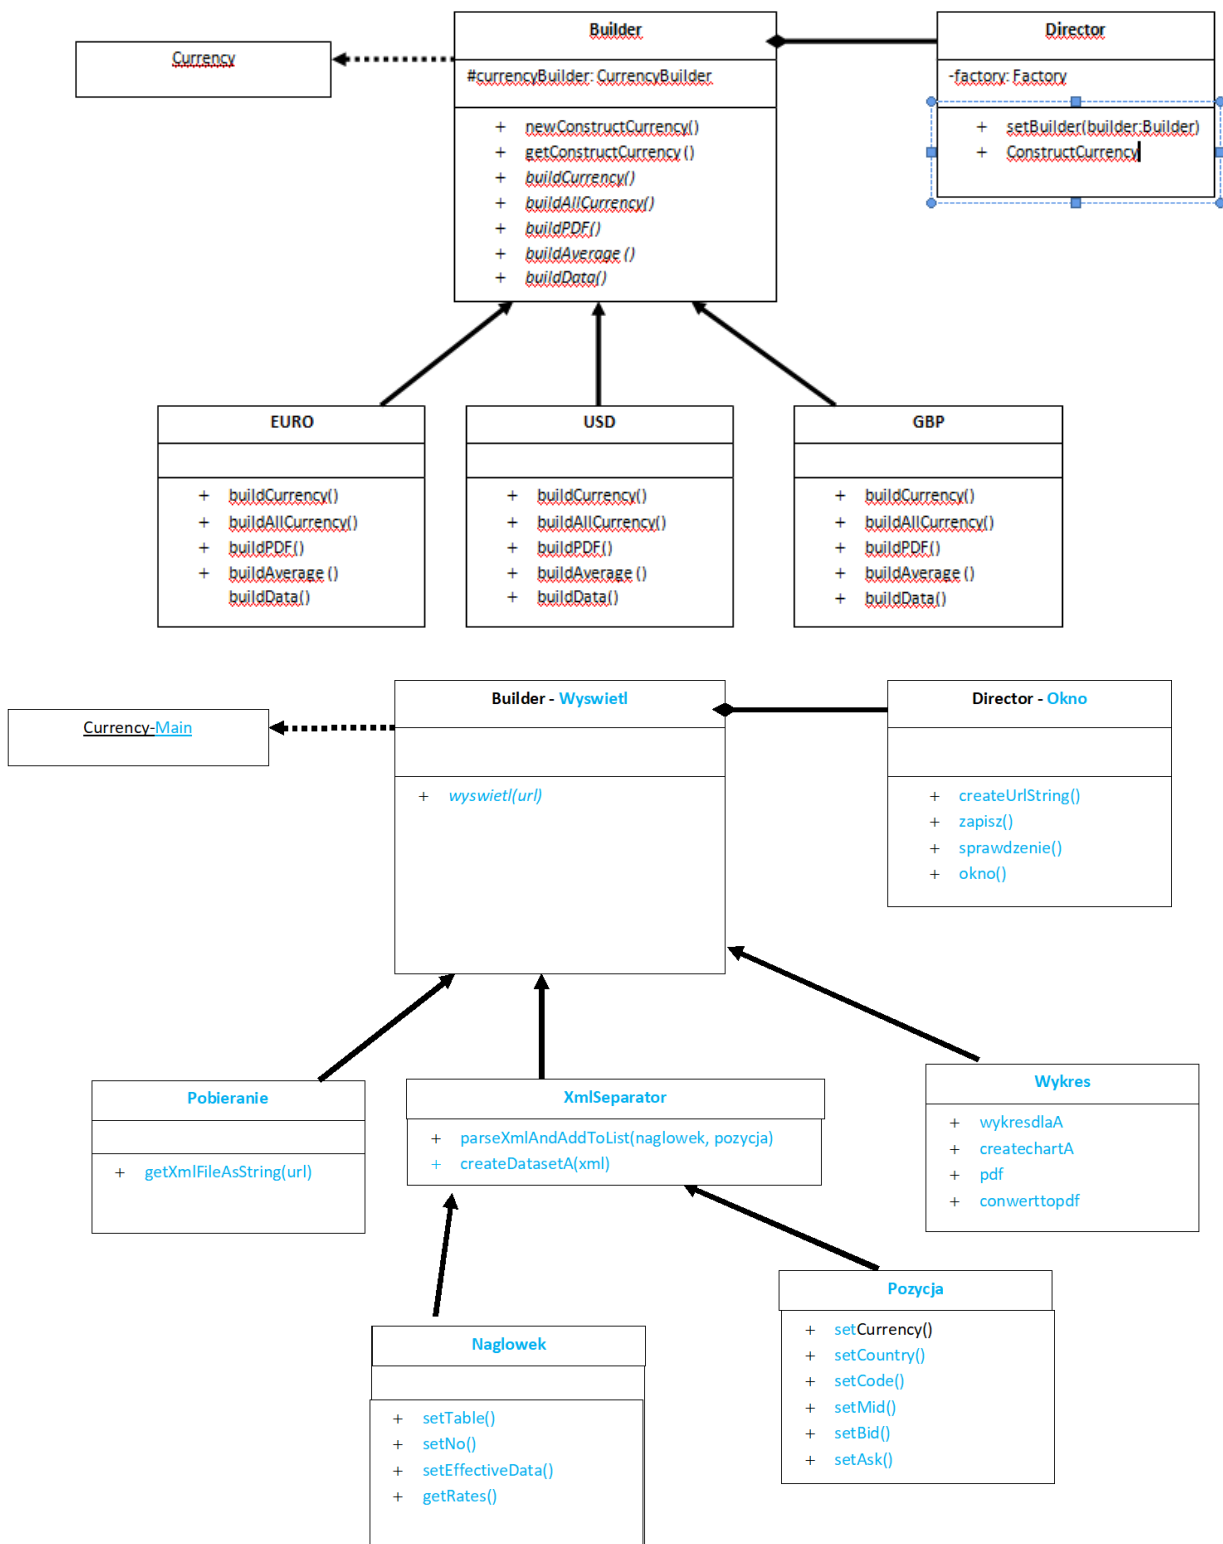 Builder
Director
Currency
#currencyBuilder: CurrencyBuilder
-factory: Factory
+ newConstructCurrency()
+ getConstructCurrency ()
+ buildCurrency()
+ buildAllCurrency()
+ buildPDF()
+ buildAverage ()
+ buildData()
+ setBuilder(builder:Builder)
+ ConstructCurrency
EURO
+ buildCurrency()
+ buildAllCurrency()
+ buildPDF()
+ buildAverage ()
buildData()
USD
+ buildCurrency()
+ buildAllCurrency()
+ buildPDF()
+ buildAverage ()
+ buildData()
GBP
+ buildCurrency()
+ buildAllCurrency()
+ buildPDF()
+ buildAverage ()
+ buildData()
Currency-Main
Builder - Wyswietl
+ wyswietl(url)
Director - Okno
+ createUrlString()
+ zapisz()
+ sprawdzenie()
+ okno()
Pobieranie
+ getXmlFileAsString(url)
XmlSeparator
+ parseXmlAndAddToList(naglowek, pozycja)
+ createDatasetA(xml)
Wykres
+ wykresdlaA
+ createchartA
+ pdf
+ conwerttopdf
Naglowek
+ setTable()
+ setNo()
+ setEffectiveData()
+ getRates()
Pozycja
+ setCurrency()
+ setCountry()
+ setCode()
+ setMid()
+ setBid()
+ setAsk()